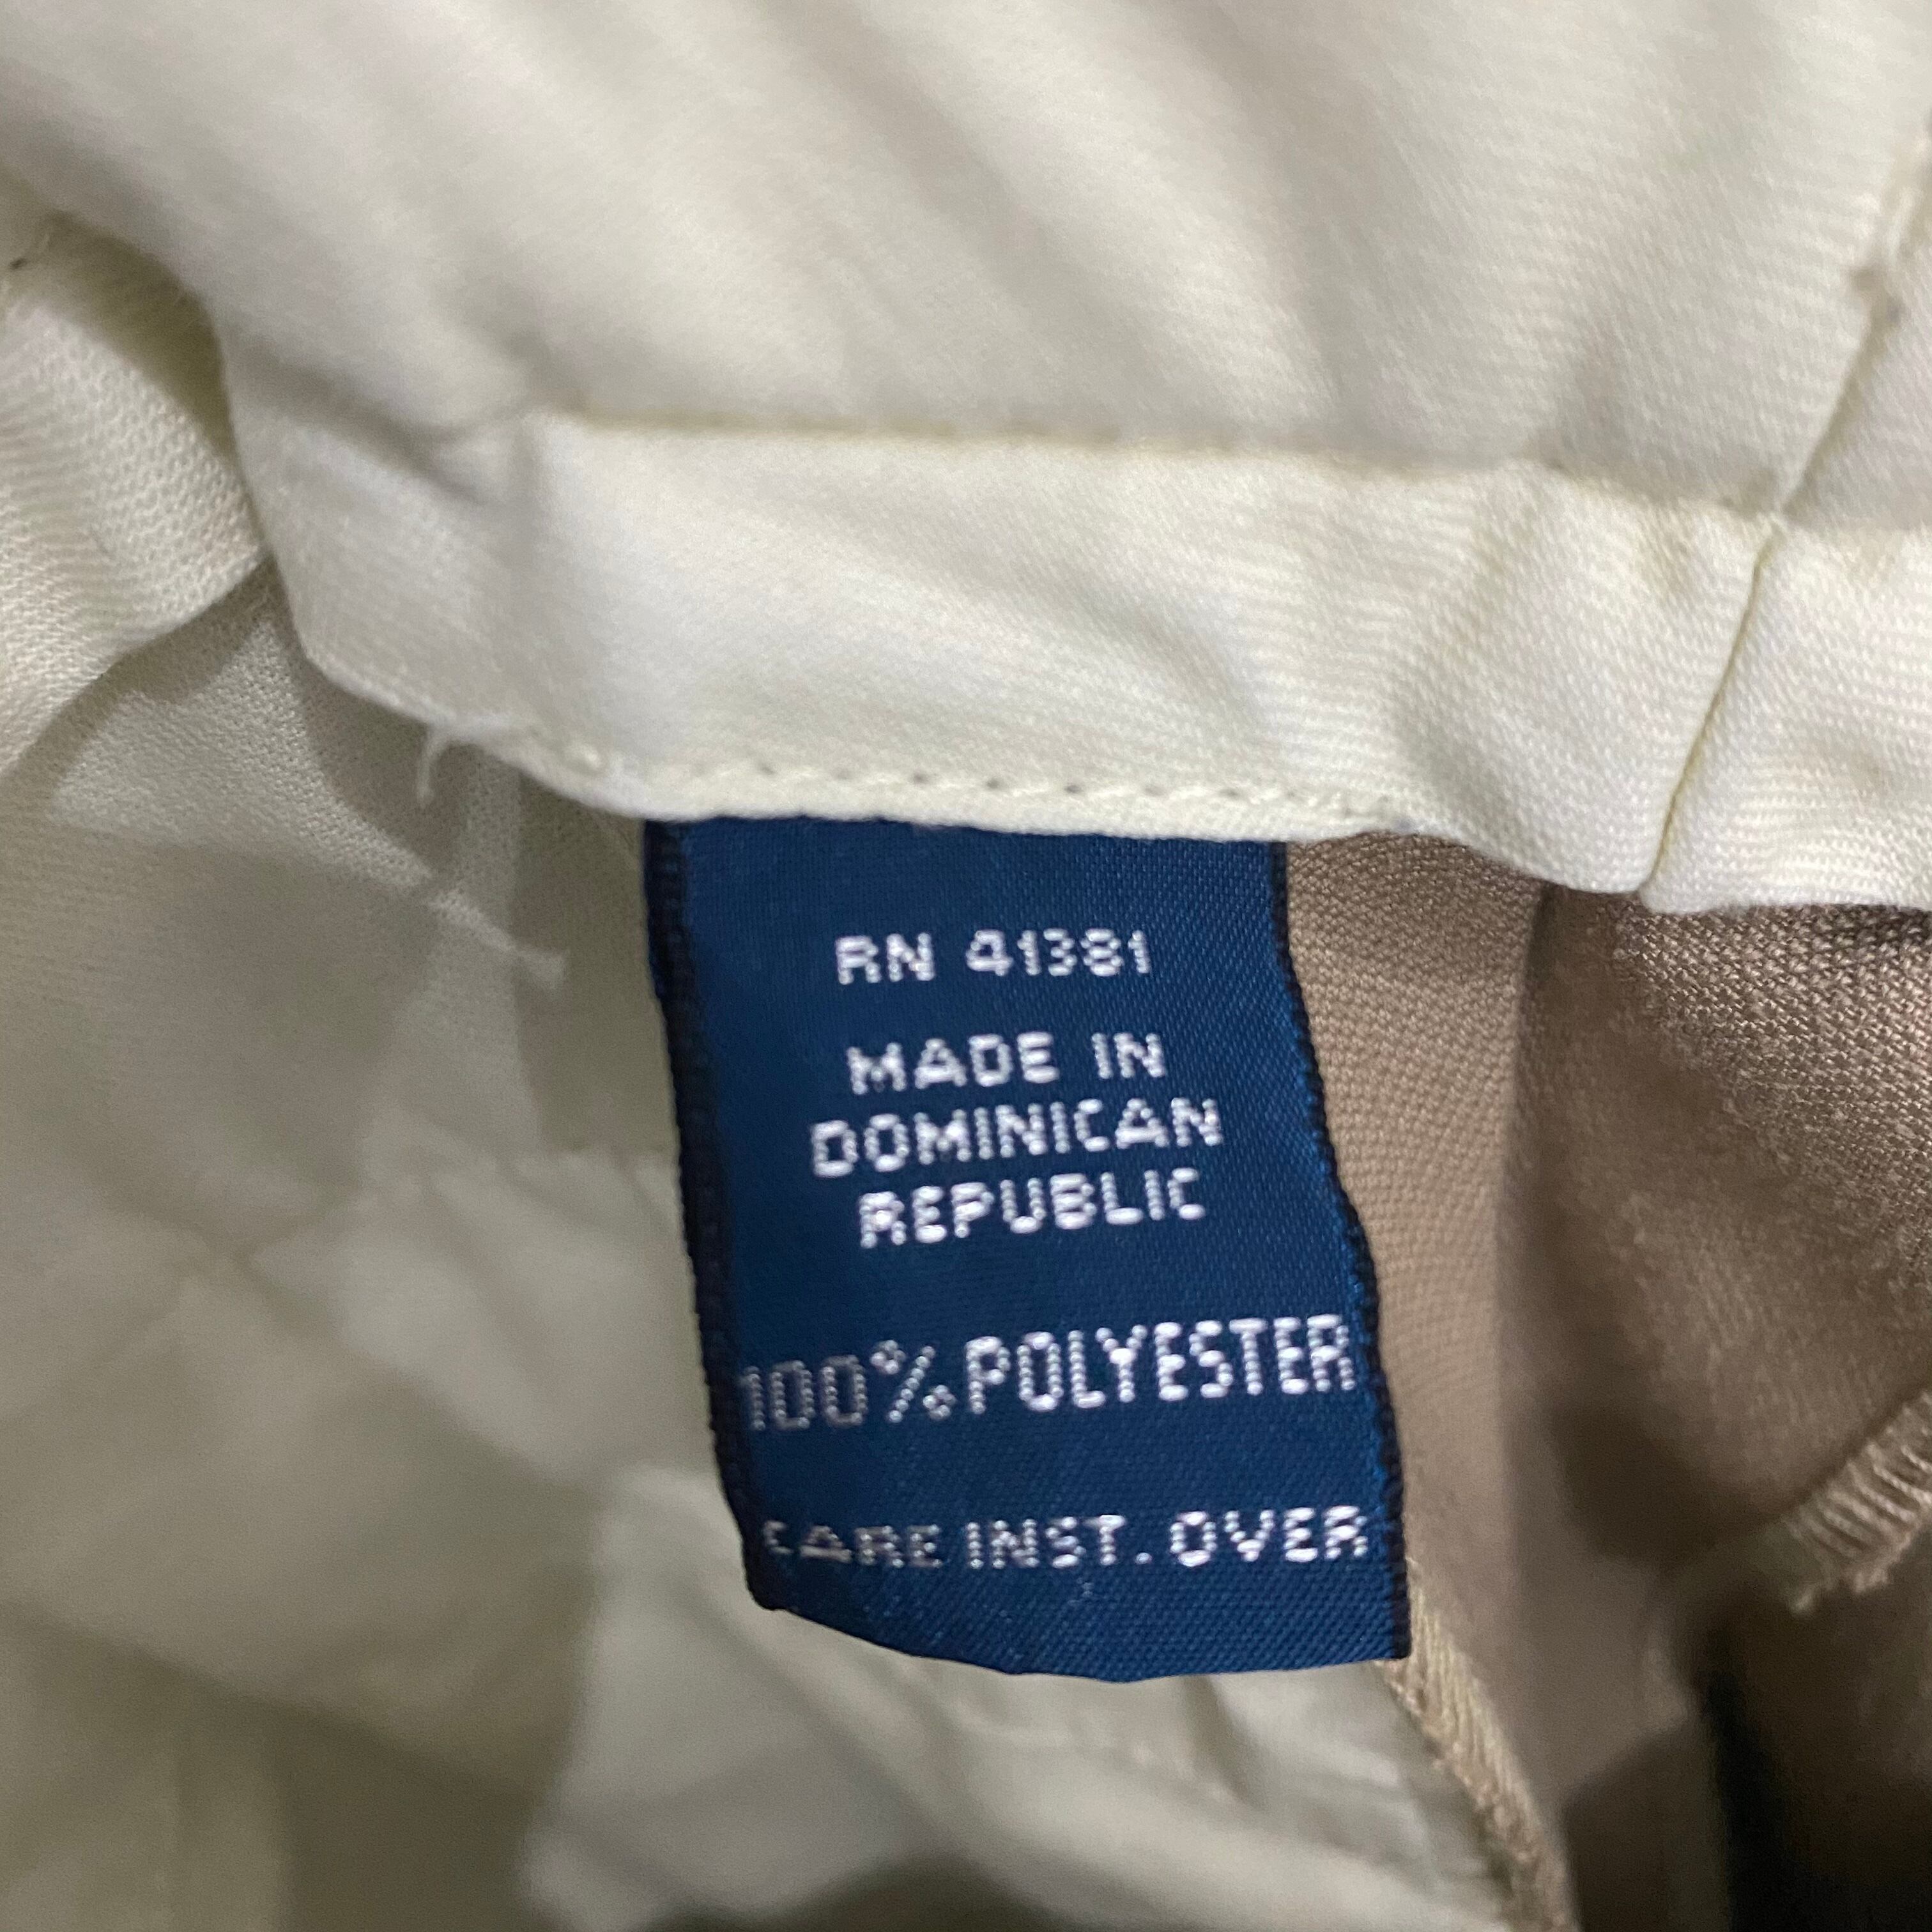 RN 41381
MADE IN
DOMINICAN
REPUBLIC
100% POLYESTER
CARE INST. OVER